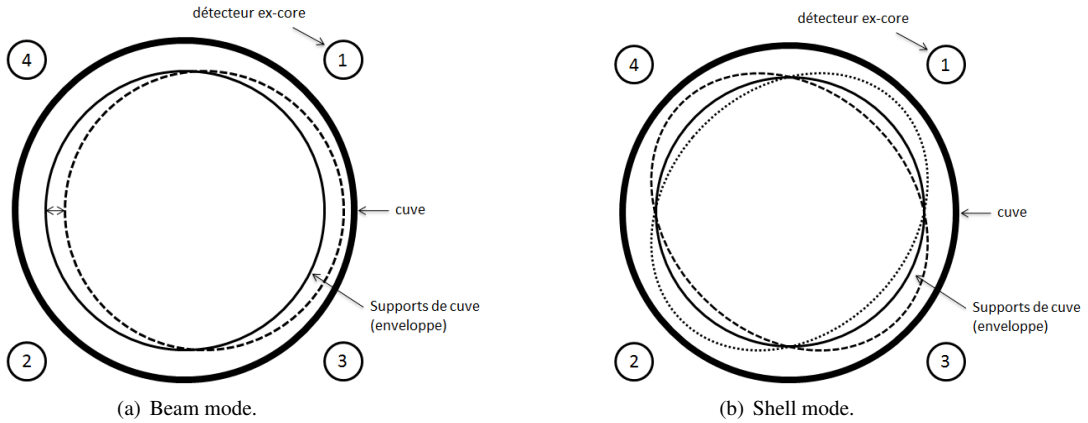 détecteur ex-core
4
1
cuve
Supports de cuve
(enveloppe)
2
3
(a) Beam mode.
détecteur ex-core
4
1
cuve
Supports de cuve
(enveloppe)
2
3
(b) Shell mode.